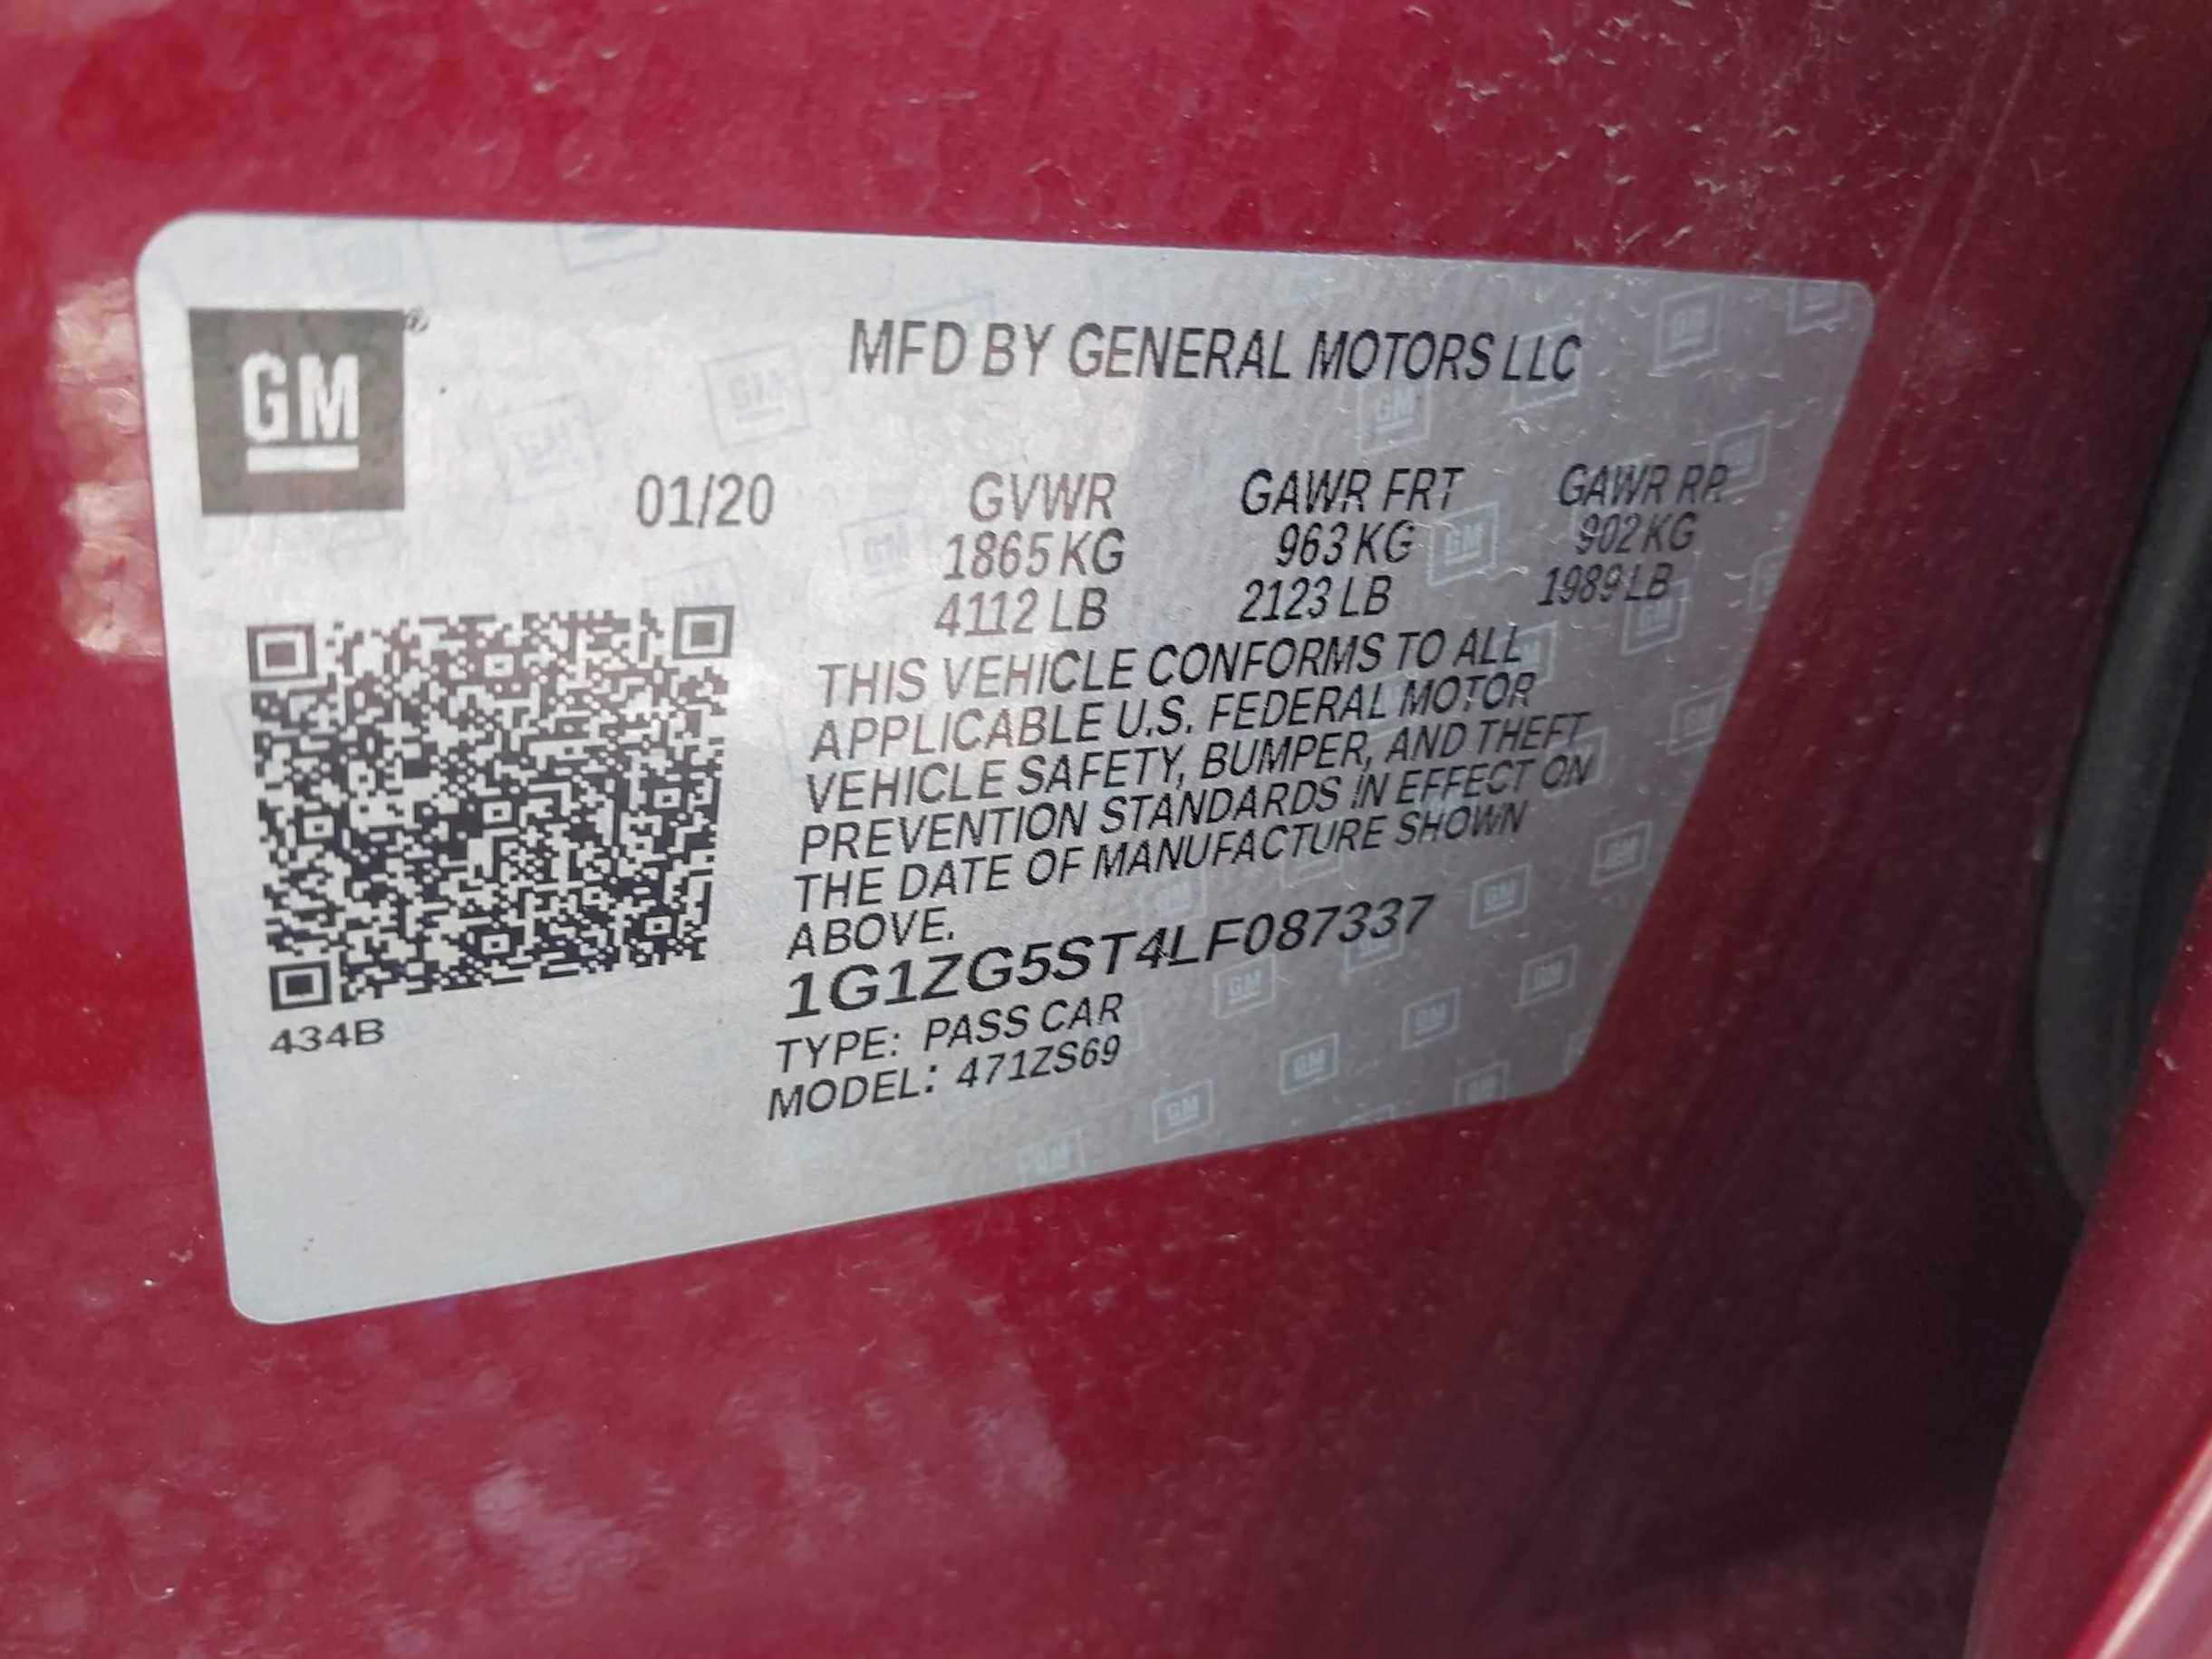 GM®
MFD BY GENERAL MOTORS LLC
01/20 GVWR GAWR FRT GAWR RR
1865 KG 963 KG 902 KG
4112 LB 2123 LB 1989 LB
THIS VEHICLE CONFORMS TO ALL
APPLICABLE U.S. FEDERAL MOTOR
VEHICLE SAFETY, BUMPER, AND THEFT
PREVENTION STANDARDS IN EFFECT ON
THE DATE OF MANUFACTURE SHOWN
ABOVE.
1G1ZG5ST4LF087337
TYPE: PASS CAR
MODEL: 471ZS69
434B